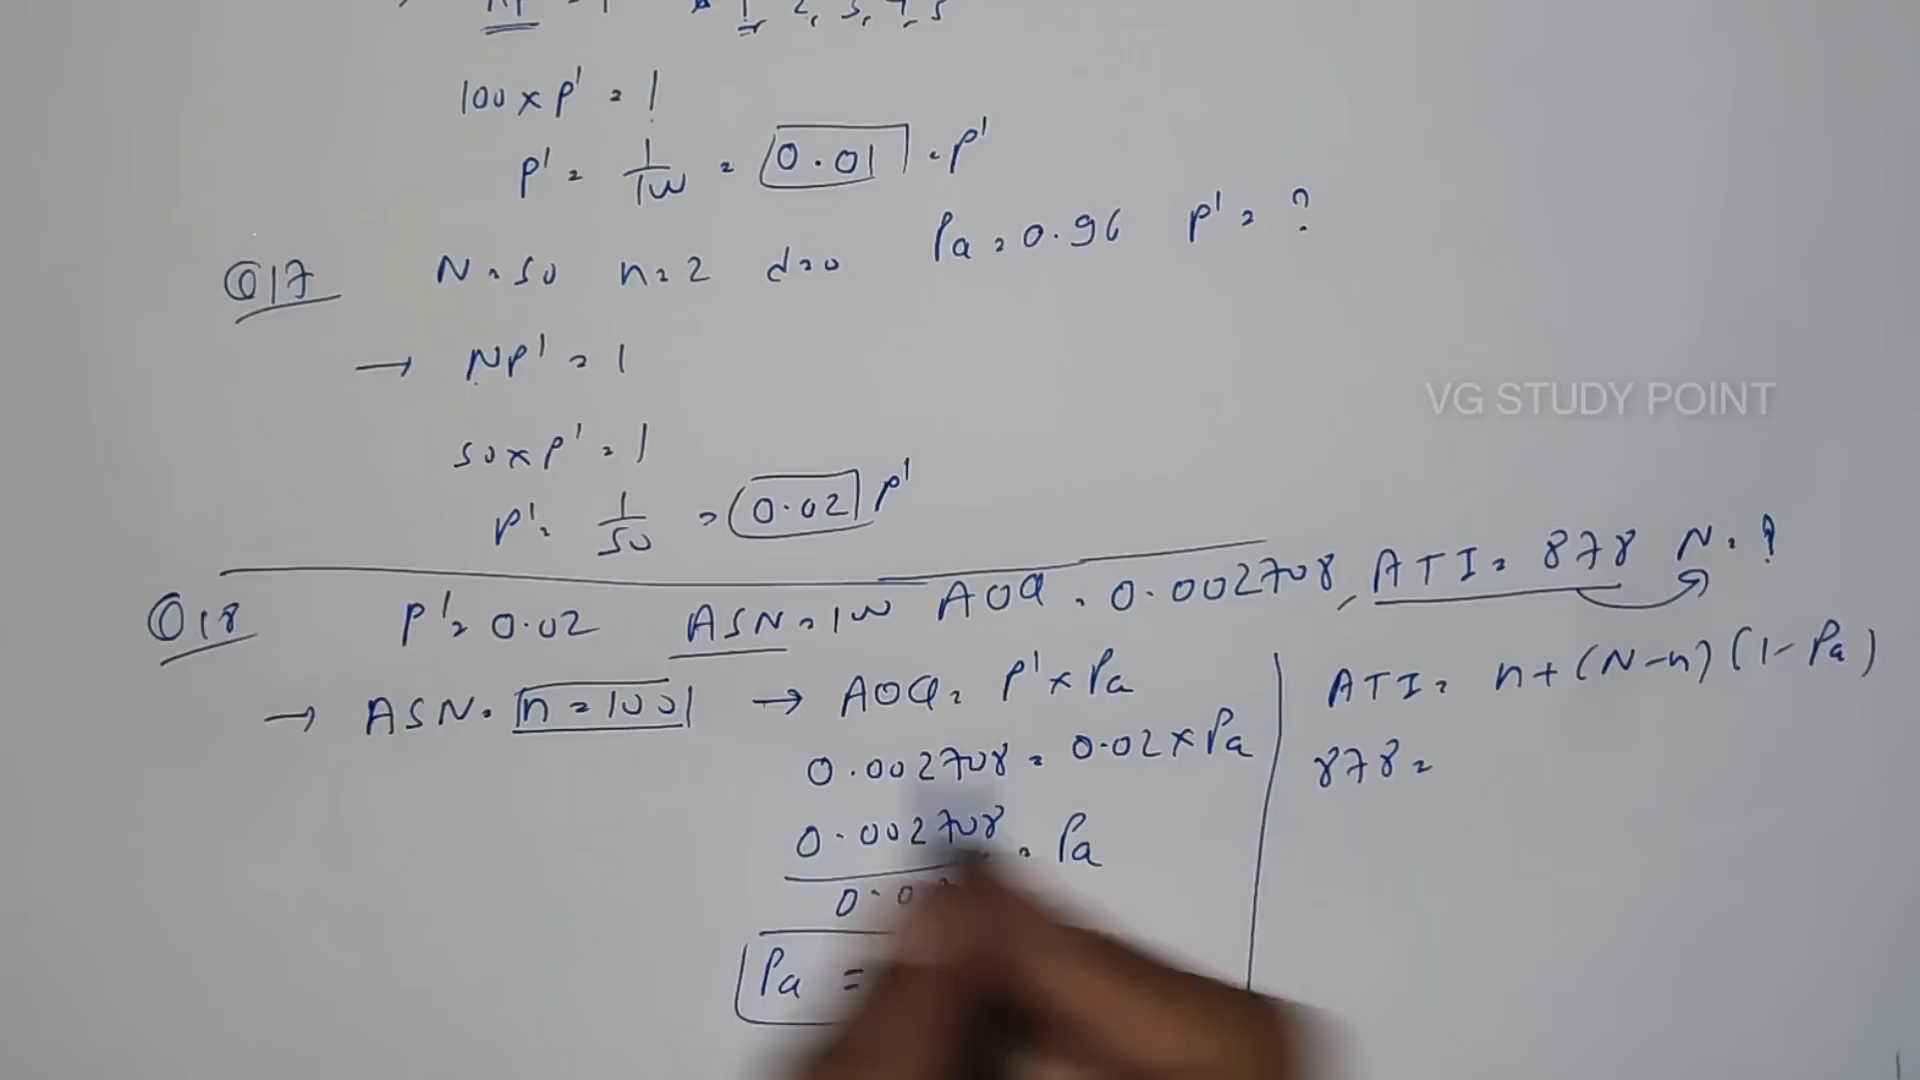 100 x P' = 1
P' = 1/100 = 0.01 = P'
Q17 N = 50 n = 2 d = 0 Pa = 0.96 P' = ?
→ NP' = 1
50 x P' = 1
P' = 1/50 = 0.02 P'
VG STUDY POINT
Q18 P' = 0.02 ASN = 100 AOQ = 0.002708, ATI = 878 N = ?
→ ASN = n = 100
→ AOQ = P' x Pa
0.002708 = 0.02 x Pa
0.002708 = Pa
Pa =
ATI = n + (N-n) (1-Pa)
878 =